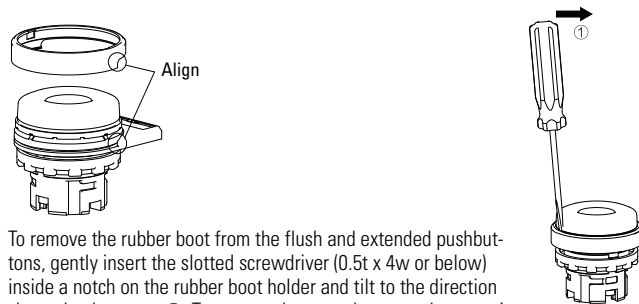 ①
Align
To remove the rubber boot from the flush and extended pushbut-
tons, gently insert the slotted screwdriver (0.5t x 4w or below)
inside a notch on the rubber boot holder and tilt to the direction